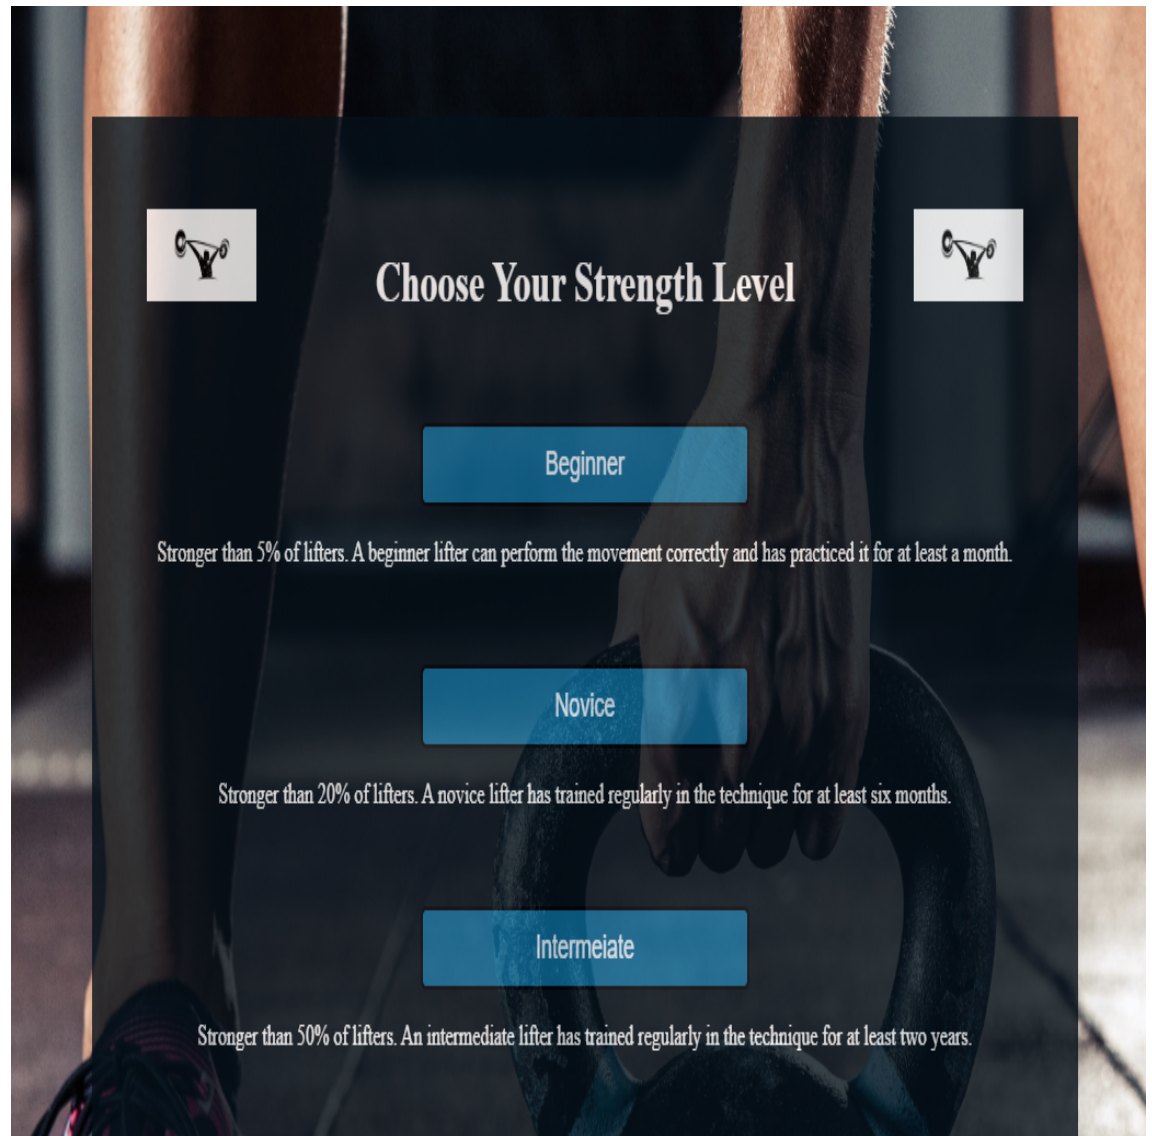 Choose Your Strength Level
Beginner
Stronger than 5% of lifters. A beginner lifter can perform the movement correctly and has practiced it for at least a month.
Novice
Stronger than 20% of lifters. A novice lifter has trained regularly in the technique for at least six months.
Intermeiate
Stronger than 50% of lifters. An intermediate lifter has trained regularly in the technique for at least two years.